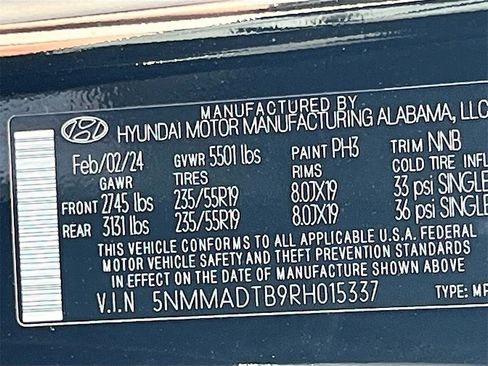 MANUFACTURED BY
HYUNDAI MOTOR MANUFACTURING ALABAMA, LLC
Feb/02/24 GVWR 5501 lbs PAINT PH3 TRIM NNB
GAWR TIRES RIMS COLD TIRE INFL
FRONT 2745 lbs 235/55R19 8.0JX19 33 psi SINGLE
REAR 3131 lbs 235/55R19 8.0JX19 36 psi SINGLE
THIS VEHICLE CONFORMS TO ALL APPLICABLE U.S.A. FEDERAL
MOTOR VEHICLE SAFETY AND THEFT PREVENTION STANDARDS
IN EFFECT ON THE DATE OF MANUFACTURE SHOWN ABOVE.
V.I.N 5NMMADTB9RH015337 TYPE: MP